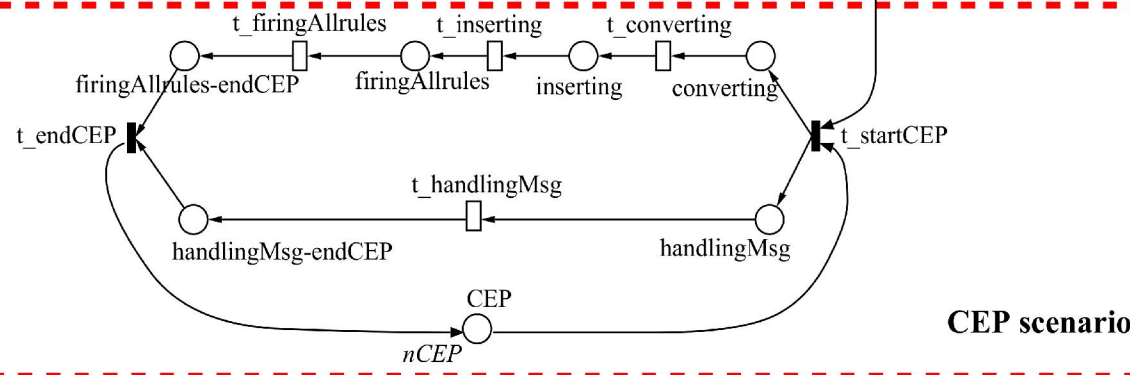 t_firingAllrules
t_inserting
t_converting
firingAllrules-endCEP
firingAllrules
inserting
converting
t_endCEP
t_startCEP
t_handlingMsg
handlingMsg-endCEP
handlingMsg
CEP
nCEP
CEP scenario